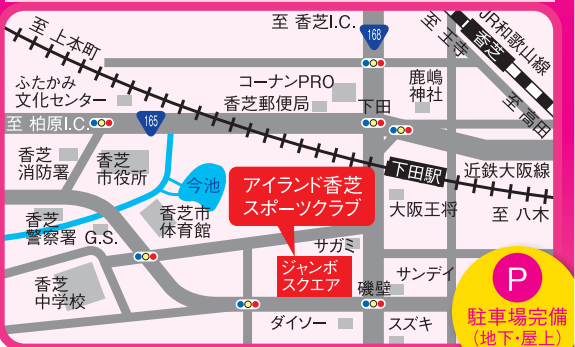 至 香芝I.C.
168
至 上本町
至 王寺
JR和歌山線
香芝
至 高田
ふたかみ
文化センター
コーナンPRO
香芝郵便局
鹿嶋
神社
下田
至 柏原I.C.
165
香芝
消防署
香芝
市役所
今池
アイランド香芝
スポーツクラブ
下田駅
近鉄大阪線
大阪王将
至 八木
香芝
警察署
G.S.
香芝市
体育館
サガミ
ジャンボ
スクエア
サンデイ
磯壁
香芝
中学校
ダイソー
スズキ
P
駐車場完備
(地下・屋上)